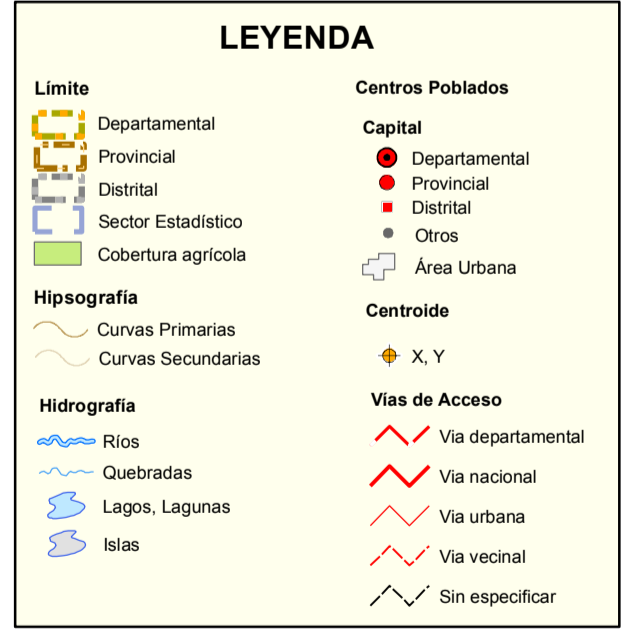 LEYENDA
Límite
Departamental
Provincial
Distrital
Sector Estadístico
Cobertura agrícola
Hipsografía
Curvas Primarias
Curvas Secundarias
Hidrografía
Ríos
Quebradas
Lagos, Lagunas
Islas
Centros Poblados
Capital
Departamental
Provincial
Distrital
Otros
Área Urbana
Centroide
X, Y
Vías de Acceso
Via departamental
Via nacional
Via urbana
Via vecinal
Sin especificar